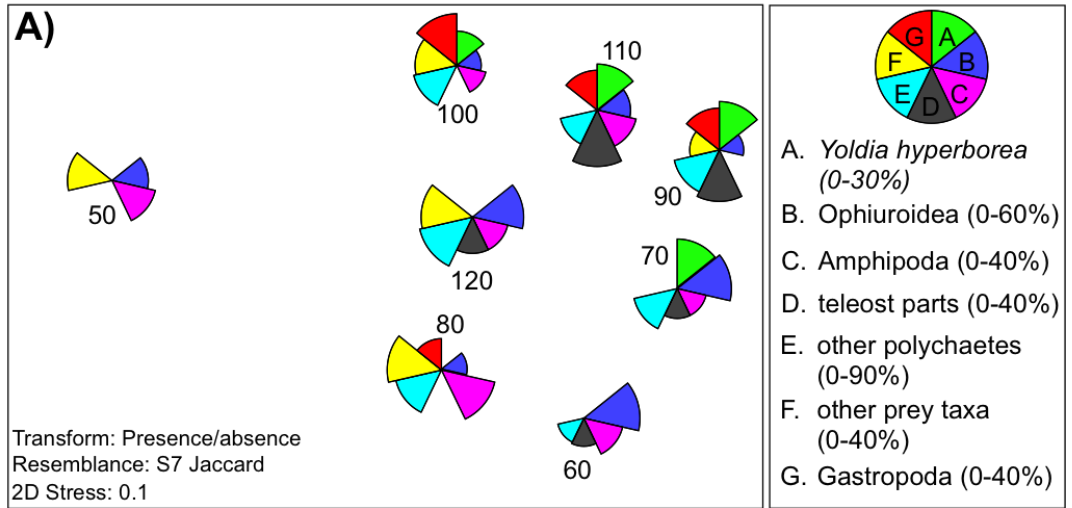 A)
100
110
90
50
120
70
80
60
Transform: Presence/absence
Resemblance: S7 Jaccard
2D Stress: 0.1
G A
F B
E C
D
A. Yoldia hyperborea
(0-30%)
B. Ophiuroidea (0-60%)
C. Amphipoda (0-40%)
D. teleost parts (0-40%)
E. other polychaetes
(0-90%)
F. other prey taxa
(0-40%)
G. Gastropoda (0-40%)